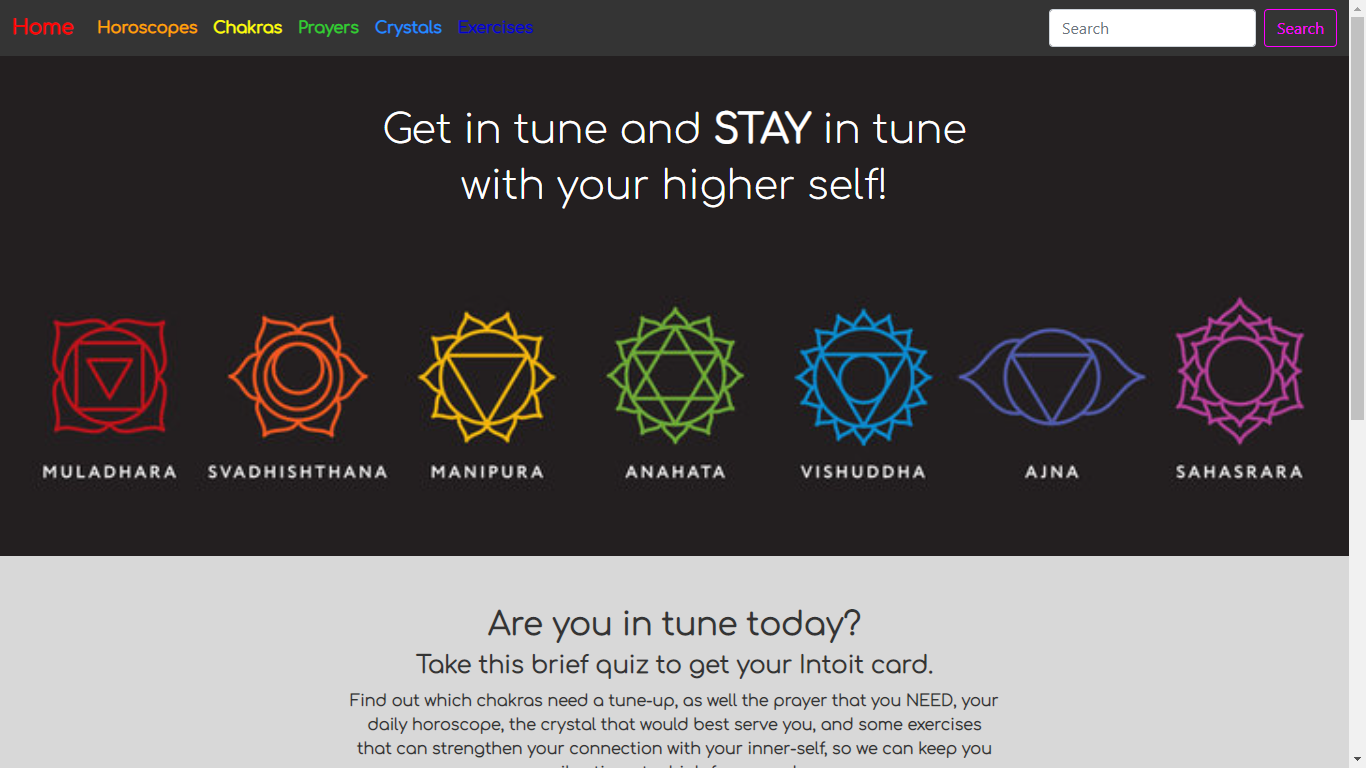 Home Horoscopes Chakras Prayers Crystals Exercises Search Search
Get in tune and STAY in tune
with your higher self!
MULADHARA SVADHISHTHANA MANIPURA ANAHATA VISHUDDHA AJNA SAHASRARA
Are you in tune today?
Take this brief quiz to get your Intoit card.
Find out which chakras need a tune-up, as well the prayer that you NEED, your
daily horoscope, the crystal that would best serve you, and some exercises
that can strengthen your connection with your inner-self, so we can keep you